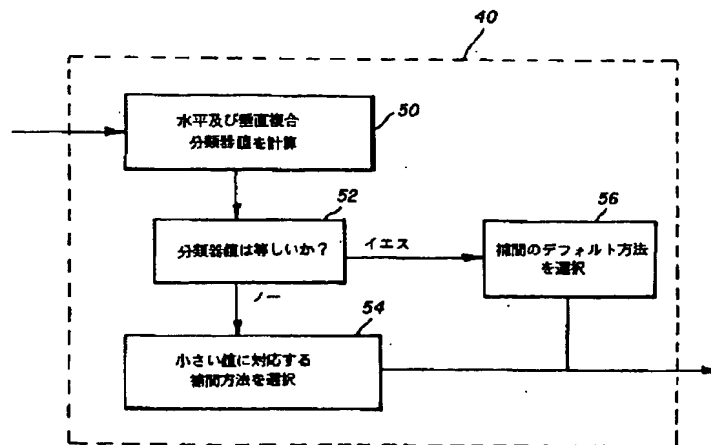 40
水平及び垂直複合
分類器値を計算
50
52
分類器値は等しいか?
イエス
56
補間のデフォルト方法
を選択
ノー
54
小さい値に対応する
補間方法を選択